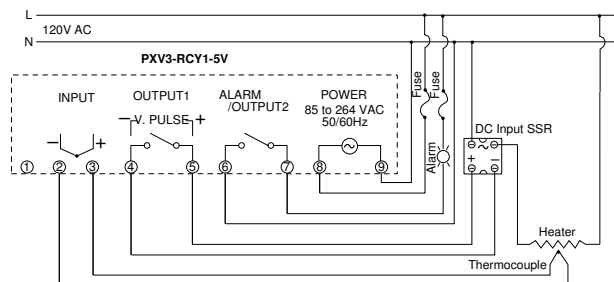 L
120V AC
N
PXV3-RCY1-5V
INPUT
OUTPUT1
ALARM
/OUTPUT2
POWER
85 to 264 VAC
50/60Hz
− +
− V. PULSE +
① ② ③ ④ ⑤ ⑥ ⑦ ⑧ ⑨
Fuse
Fuse
Alarm
DC Input SSR
+ −
Heater
Thermocouple